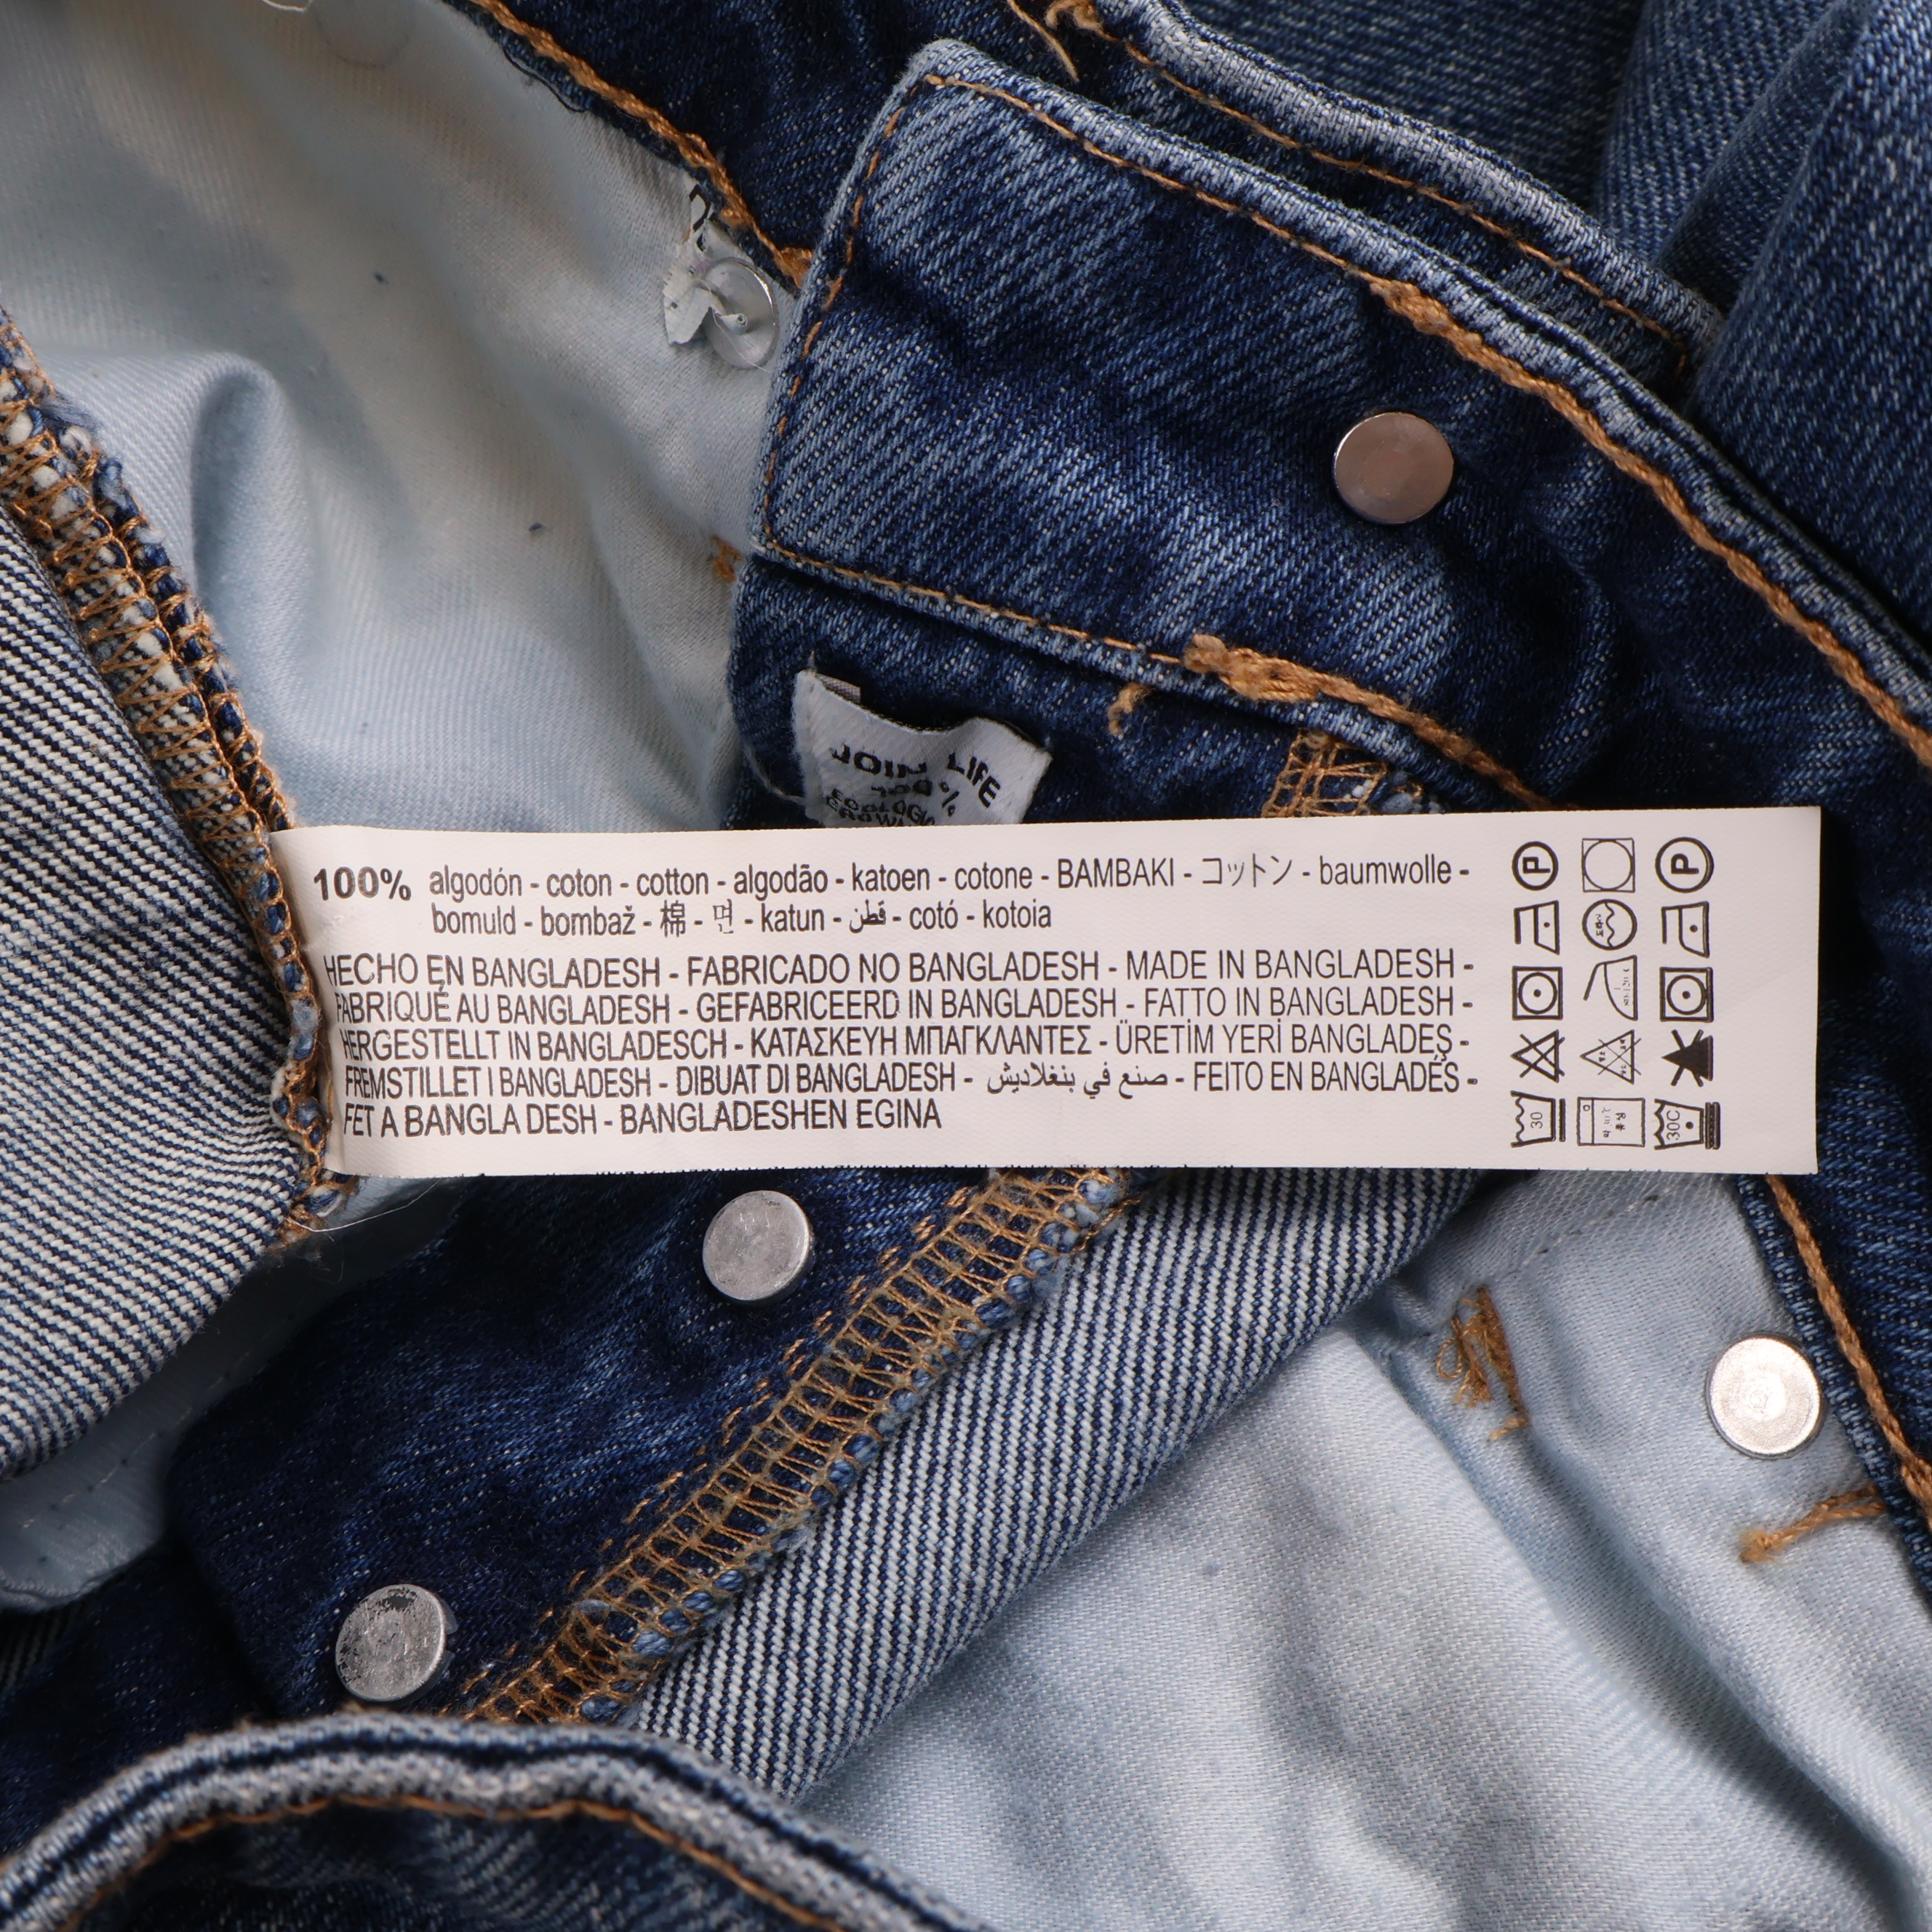 JOIN LIFE
100%
100% algodón - coton - cotton - algodão - katoen - cotone - BAMBAKI - コットン - baumwolle -
bomuld - bombaž - 棉 - 면 - katun - قطن - cotó - kotoia
HECHO EN BANGLADESH - FABRICADO NO BANGLADESH - MADE IN BANGLADESH -
FABRIQUÉ AU BANGLADESH - GEFABRICEERD IN BANGLADESH - FATTO IN BANGLADESH -
HERGESTELLT IN BANGLADESCH - ΚΑΤΑΣΚΕΥΗ ΜΠΑΓΚΛΑΝΤΕΣ - ÜRETİM YERİ BANGLADEŞ -
FREMSTILLET I BANGLADESH - DIBUAT DI BANGLADESH - صنع في بنغلاديش - FEITO EN BANGLADÉS -
FET A BANGLA DESH - BANGLADESHEN EGINA
P P
30 30C